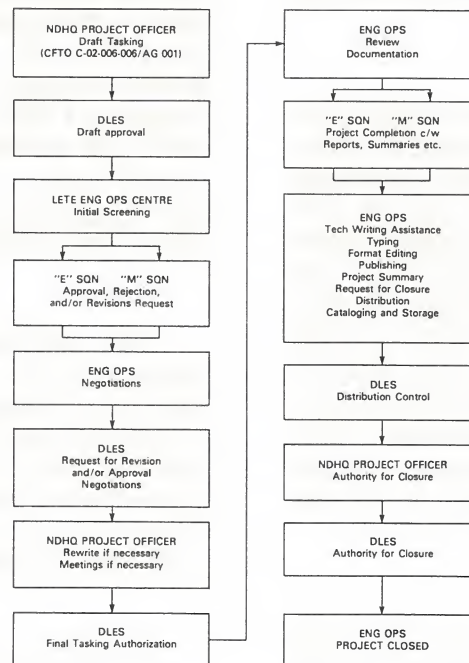 NDHQ PROJECT OFFICER
Draft Tasking
(CFTO C-02-006-006/AG 001)
DLES
Draft approval
LETE ENG OPS CENTRE
Initial Screening
"E" SQN "M" SQN
Approval, Rejection,
and/or Revisions Request
ENG OPS
Negotiations
DLES
Request for Revision
and/or Approval
Negotiations
NDHQ PROJECT OFFICER
Rewrite if necessary
Meetings if necessary
DLES
Final Tasking Authorization
ENG OPS
Review
Documentation
"E" SQN "M" SQN
Project Completion c/w
Reports, Summaries etc.
ENG OPS
Tech Writing Assistance
Typing
Format Editing
Publishing
Project Summary
Request for Closure
Distribution
Cataloging and Storage
DLES
Distribution Control
NDHQ PROJECT OFFICER
Authority for Closure
DLES
Authority for Closure
ENG OPS
PROJECT CLOSED